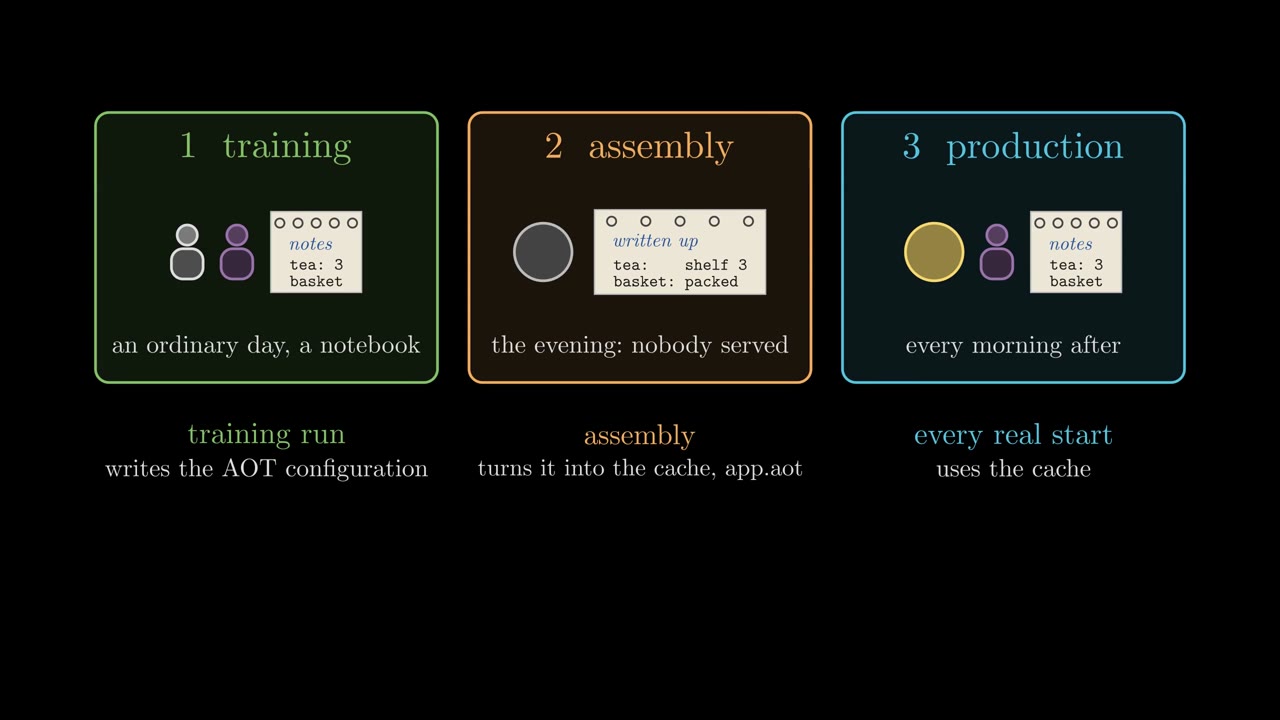 1 training
notes
tea: 3
basket
an ordinary day, a notebook
training run
writes the AOT configuration
2 assembly
written up
tea:    shelf 3
basket: packed
the evening: nobody served
assembly
turns it into the cache, app.aot
3 production
notes
tea: 3
basket
every morning after
every real start
uses the cache